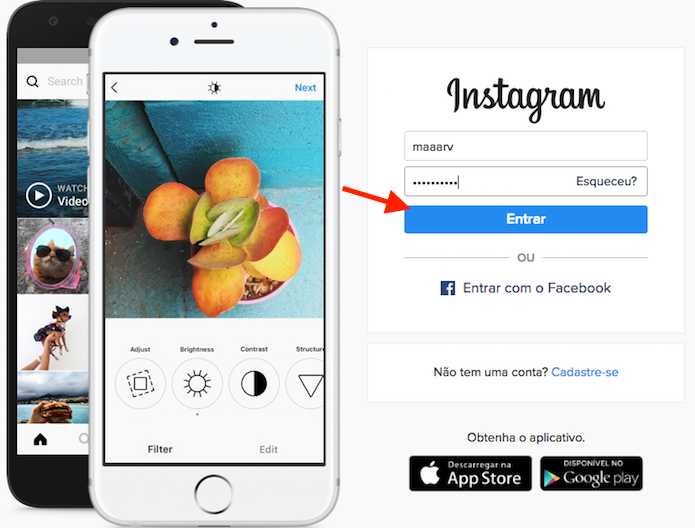 Search
WATCH
Video
Next
Adjust
Brightness
Contrast
Structure
Filter
Edit
Instagram
maaarv
•••••••••• Esqueceu?
Entrar
OU
Entrar com o Facebook
Não tem uma conta? Cadastre-se
Obtenha o aplicativo.
Descarregar na
App Store
DISPONÍVEL NO
Google play